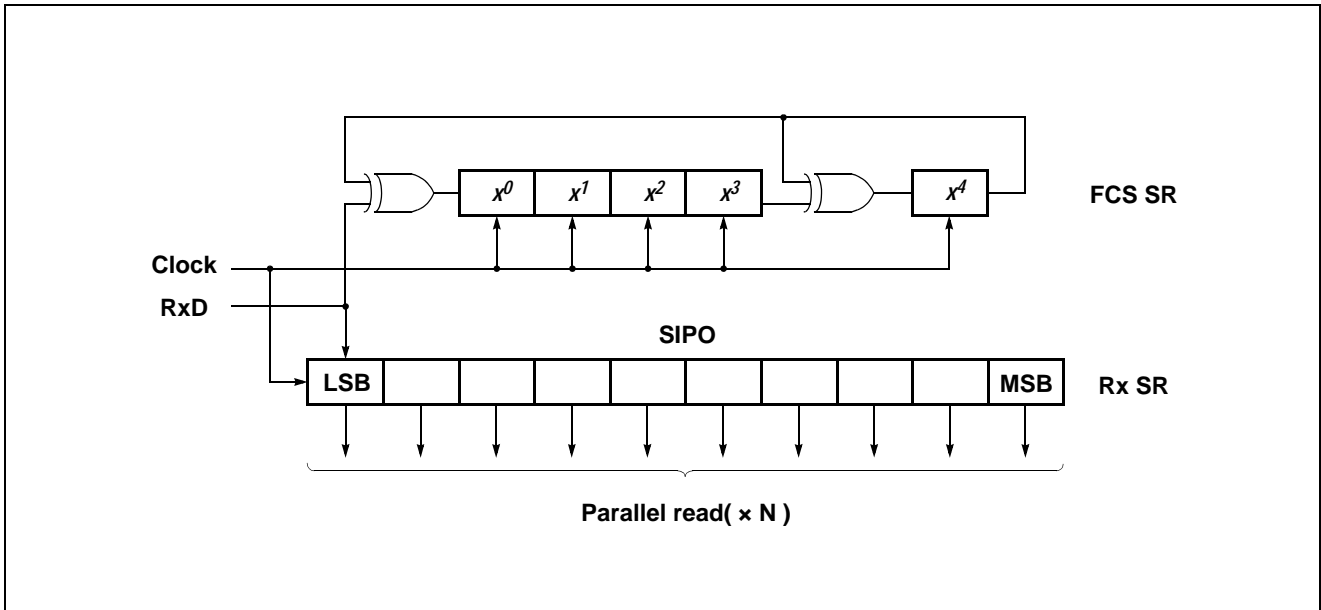 x⁰ x¹ x² x³ x⁴ FCS SR
Clock
RxD
SIPO
LSB MSB Rx SR
Parallel read( × N )